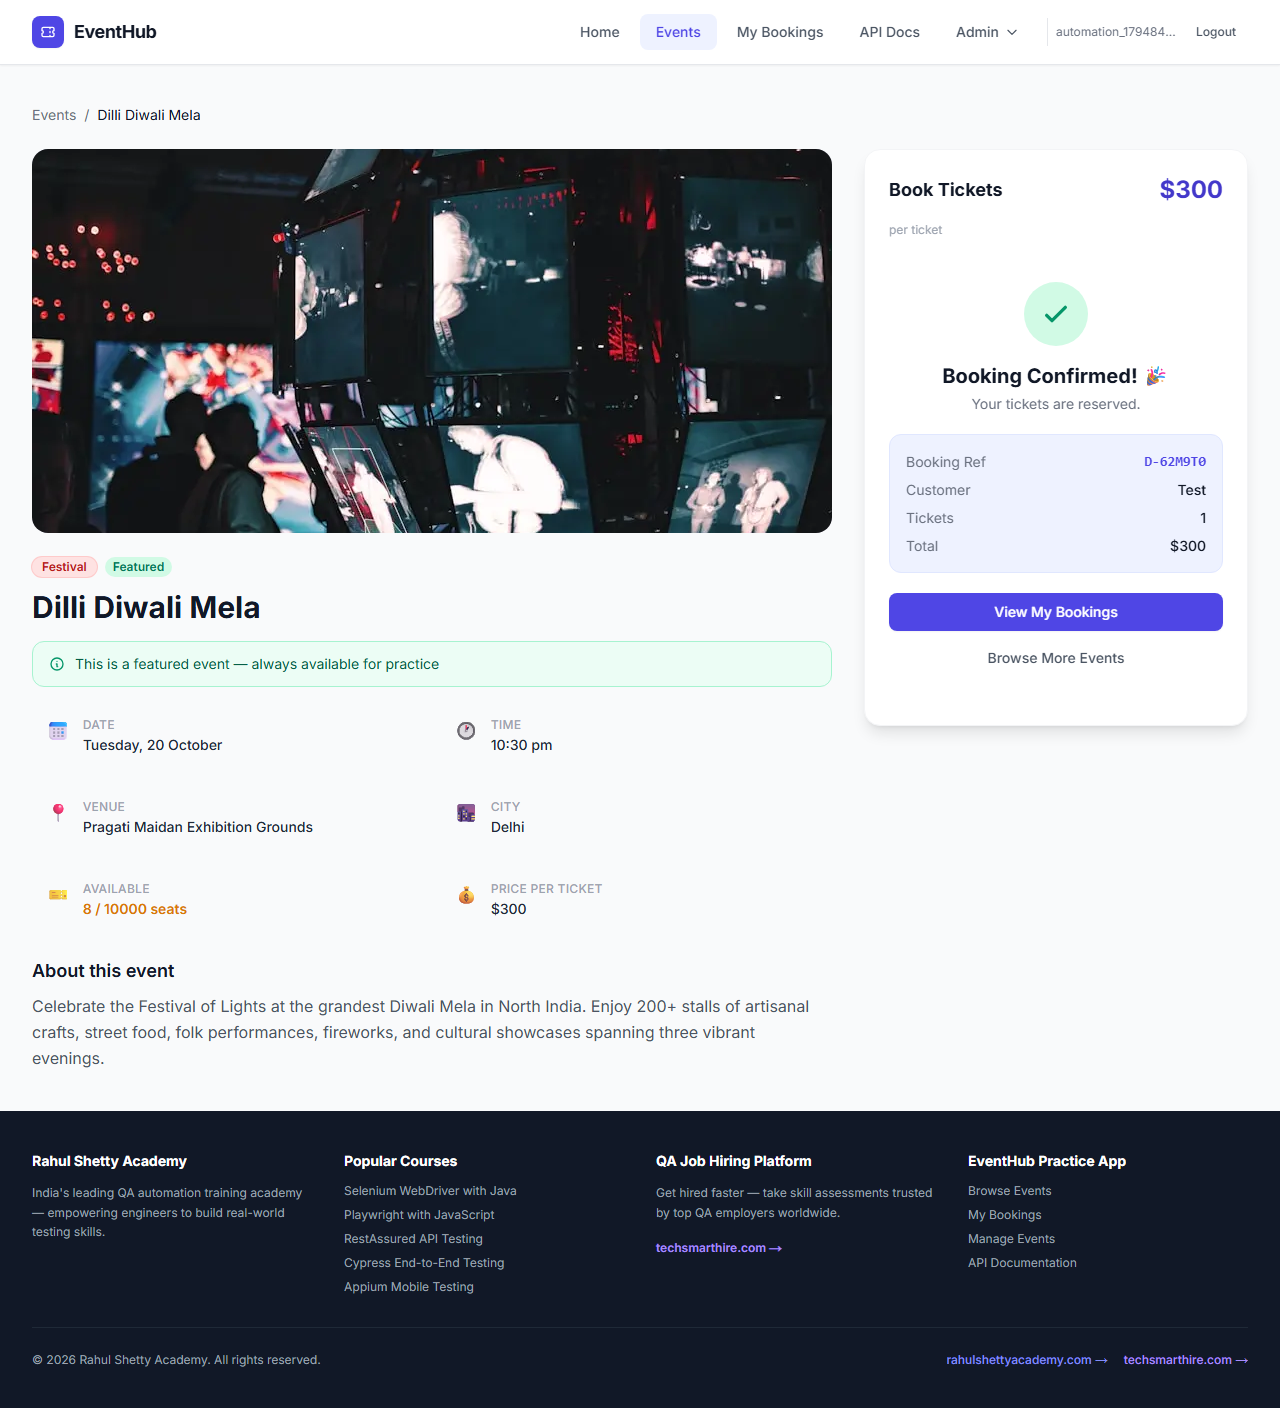 EventHub
Home
Events
My Bookings
API Docs
Admin
automation_179484...
Logout
Events / Dilli Diwali Mela
Book Tickets
$300
per ticket
Booking Confirmed! 🎉
Your tickets are reserved.
Booking Ref
D-62M9T0
Customer
Test
Tickets
1
Total
$300
View My Bookings
Browse More Events
Festival
Featured
Dilli Diwali Mela
This is a featured event — always available for practice
DATE
Tuesday, 20 October
TIME
10:30 pm
VENUE
Pragati Maidan Exhibition Grounds
CITY
Delhi
AVAILABLE
8 / 10000 seats
PRICE PER TICKET
$300
About this event
Celebrate the Festival of Lights at the grandest Diwali Mela in North India. Enjoy 200+ stalls of artisanal
crafts, street food, folk performances, fireworks, and cultural showcases spanning three vibrant
evenings.
Rahul Shetty Academy
India's leading QA automation training academy
— empowering engineers to build real-world
testing skills.
Popular Courses
Selenium WebDriver with Java
Playwright with JavaScript
RestAssured API Testing
Cypress End-to-End Testing
Appium Mobile Testing
QA Job Hiring Platform
Get hired faster — take skill assessments trusted
by top QA employers worldwide.
techsmarthire.com →
EventHub Practice App
Browse Events
My Bookings
Manage Events
API Documentation
© 2026 Rahul Shetty Academy. All rights reserved.
rahulshettyacademy.com →
techsmarthire.com →